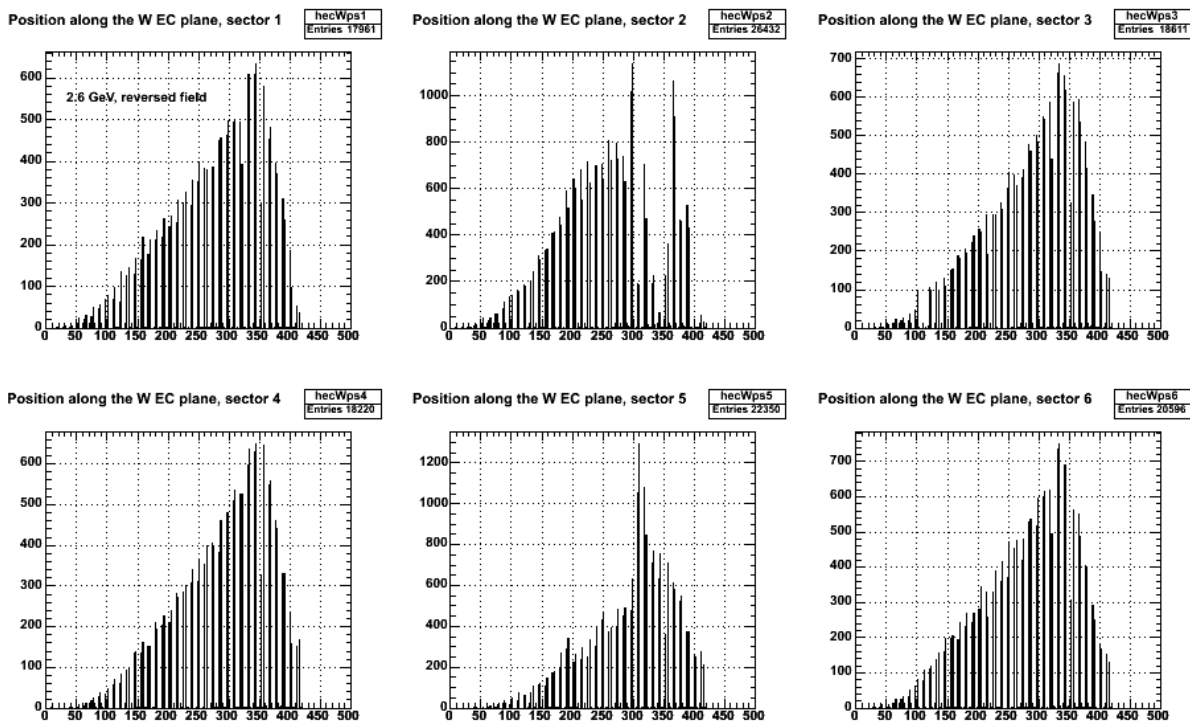 Position along the W EC plane, sector 1
hecWps1
Entries 17961
2.6 GeV, reversed field
600
500
400
300
200
100
0
0 50 100 150 200 250 300 350 400 450 500
Position along the W EC plane, sector 2
hecWps2
Entries 26432
1000
800
600
400
200
0
0 50 100 150 200 250 300 350 400 450 500
Position along the W EC plane, sector 3
hecWps3
Entries 18611
700
600
500
400
300
200
100
0
0 50 100 150 200 250 300 350 400 450 500
Position along the W EC plane, sector 4
hecWps4
Entries 18220
600
500
400
300
200
100
0
0 50 100 150 200 250 300 350 400 450 500
Position along the W EC plane, sector 5
hecWps5
Entries 22350
1200
1000
800
600
400
200
0
0 50 100 150 200 250 300 350 400 450 500
Position along the W EC plane, sector 6
hecWps6
Entries 20596
700
600
500
400
300
200
100
0
0 50 100 150 200 250 300 350 400 450 500